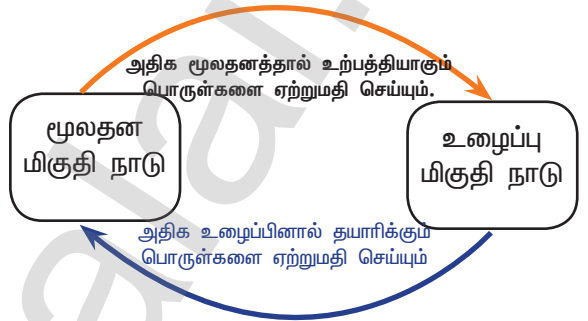 அதிக மூலதனத்தால் உற்பத்தியாகும்
பொருள்களை ஏற்றுமதி செய்யும்.
மூலதன
மிகுதி நாடு
உழைப்பு
மிகுதி நாடு
அதிக உழைப்பினால் தயாரிக்கும்
பொருள்களை ஏற்றுமதி செய்யும்